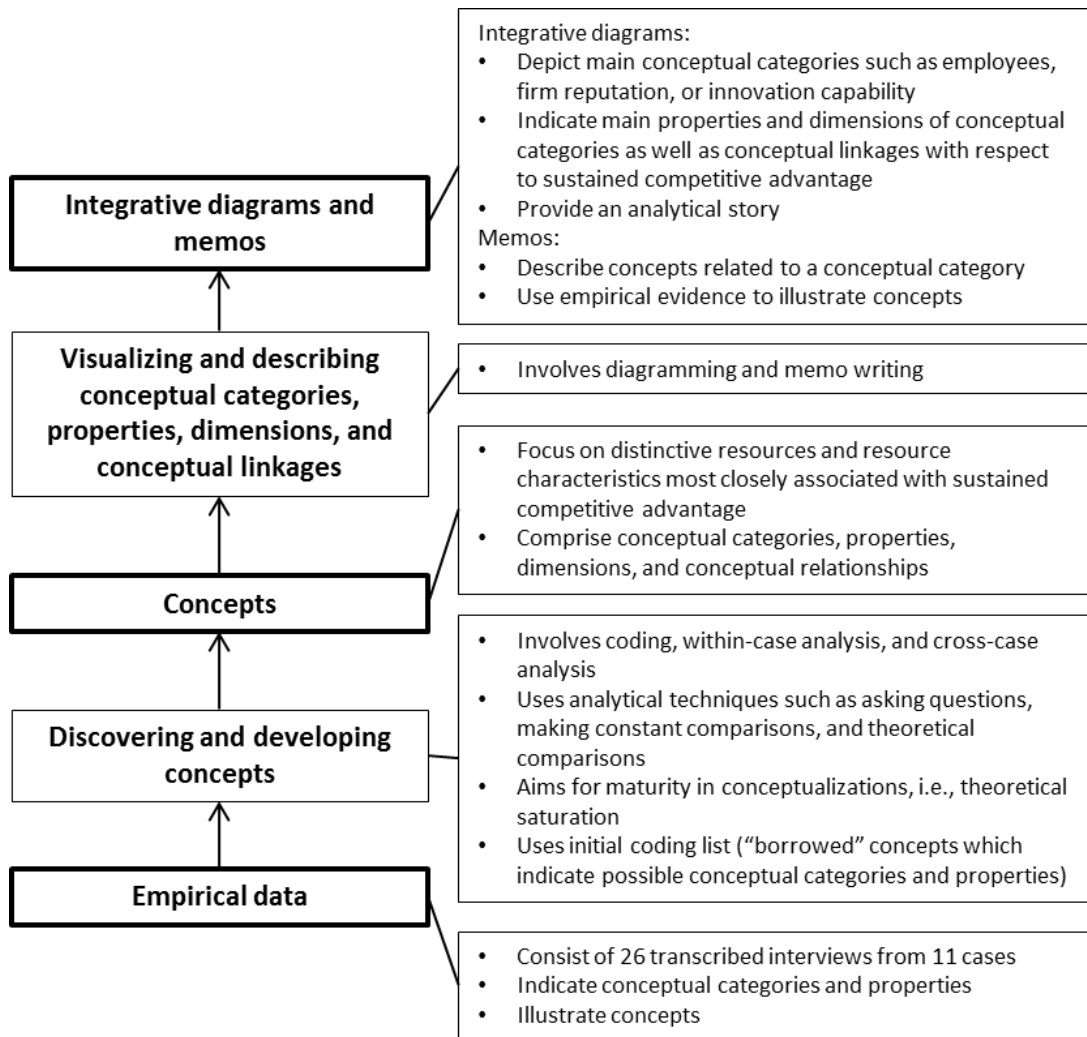 Integrative diagrams:
• Depict main conceptual categories such as employees,
firm reputation, or innovation capability
• Indicate main properties and dimensions of conceptual
categories as well as conceptual linkages with respect
to sustained competitive advantage
• Provide an analytical story
Memos:
• Describe concepts related to a conceptual category
• Use empirical evidence to illustrate concepts
Integrative diagrams and
memos
Visualizing and describing
conceptual categories,
properties, dimensions, and
conceptual linkages
• Involves diagramming and memo writing
• Focus on distinctive resources and resource
characteristics most closely associated with sustained
competitive advantage
• Comprise conceptual categories, properties,
dimensions, and conceptual relationships
Concepts
• Involves coding, within-case analysis, and cross-case
analysis
• Uses analytical techniques such as asking questions,
making constant comparisons, and theoretical
comparisons
• Aims for maturity in conceptualizations, i.e., theoretical
saturation
• Uses initial coding list (“borrowed” concepts which
indicate possible conceptual categories and properties)
Discovering and developing
concepts
Empirical data
• Consist of 26 transcribed interviews from 11 cases
• Indicate conceptual categories and properties
• Illustrate concepts